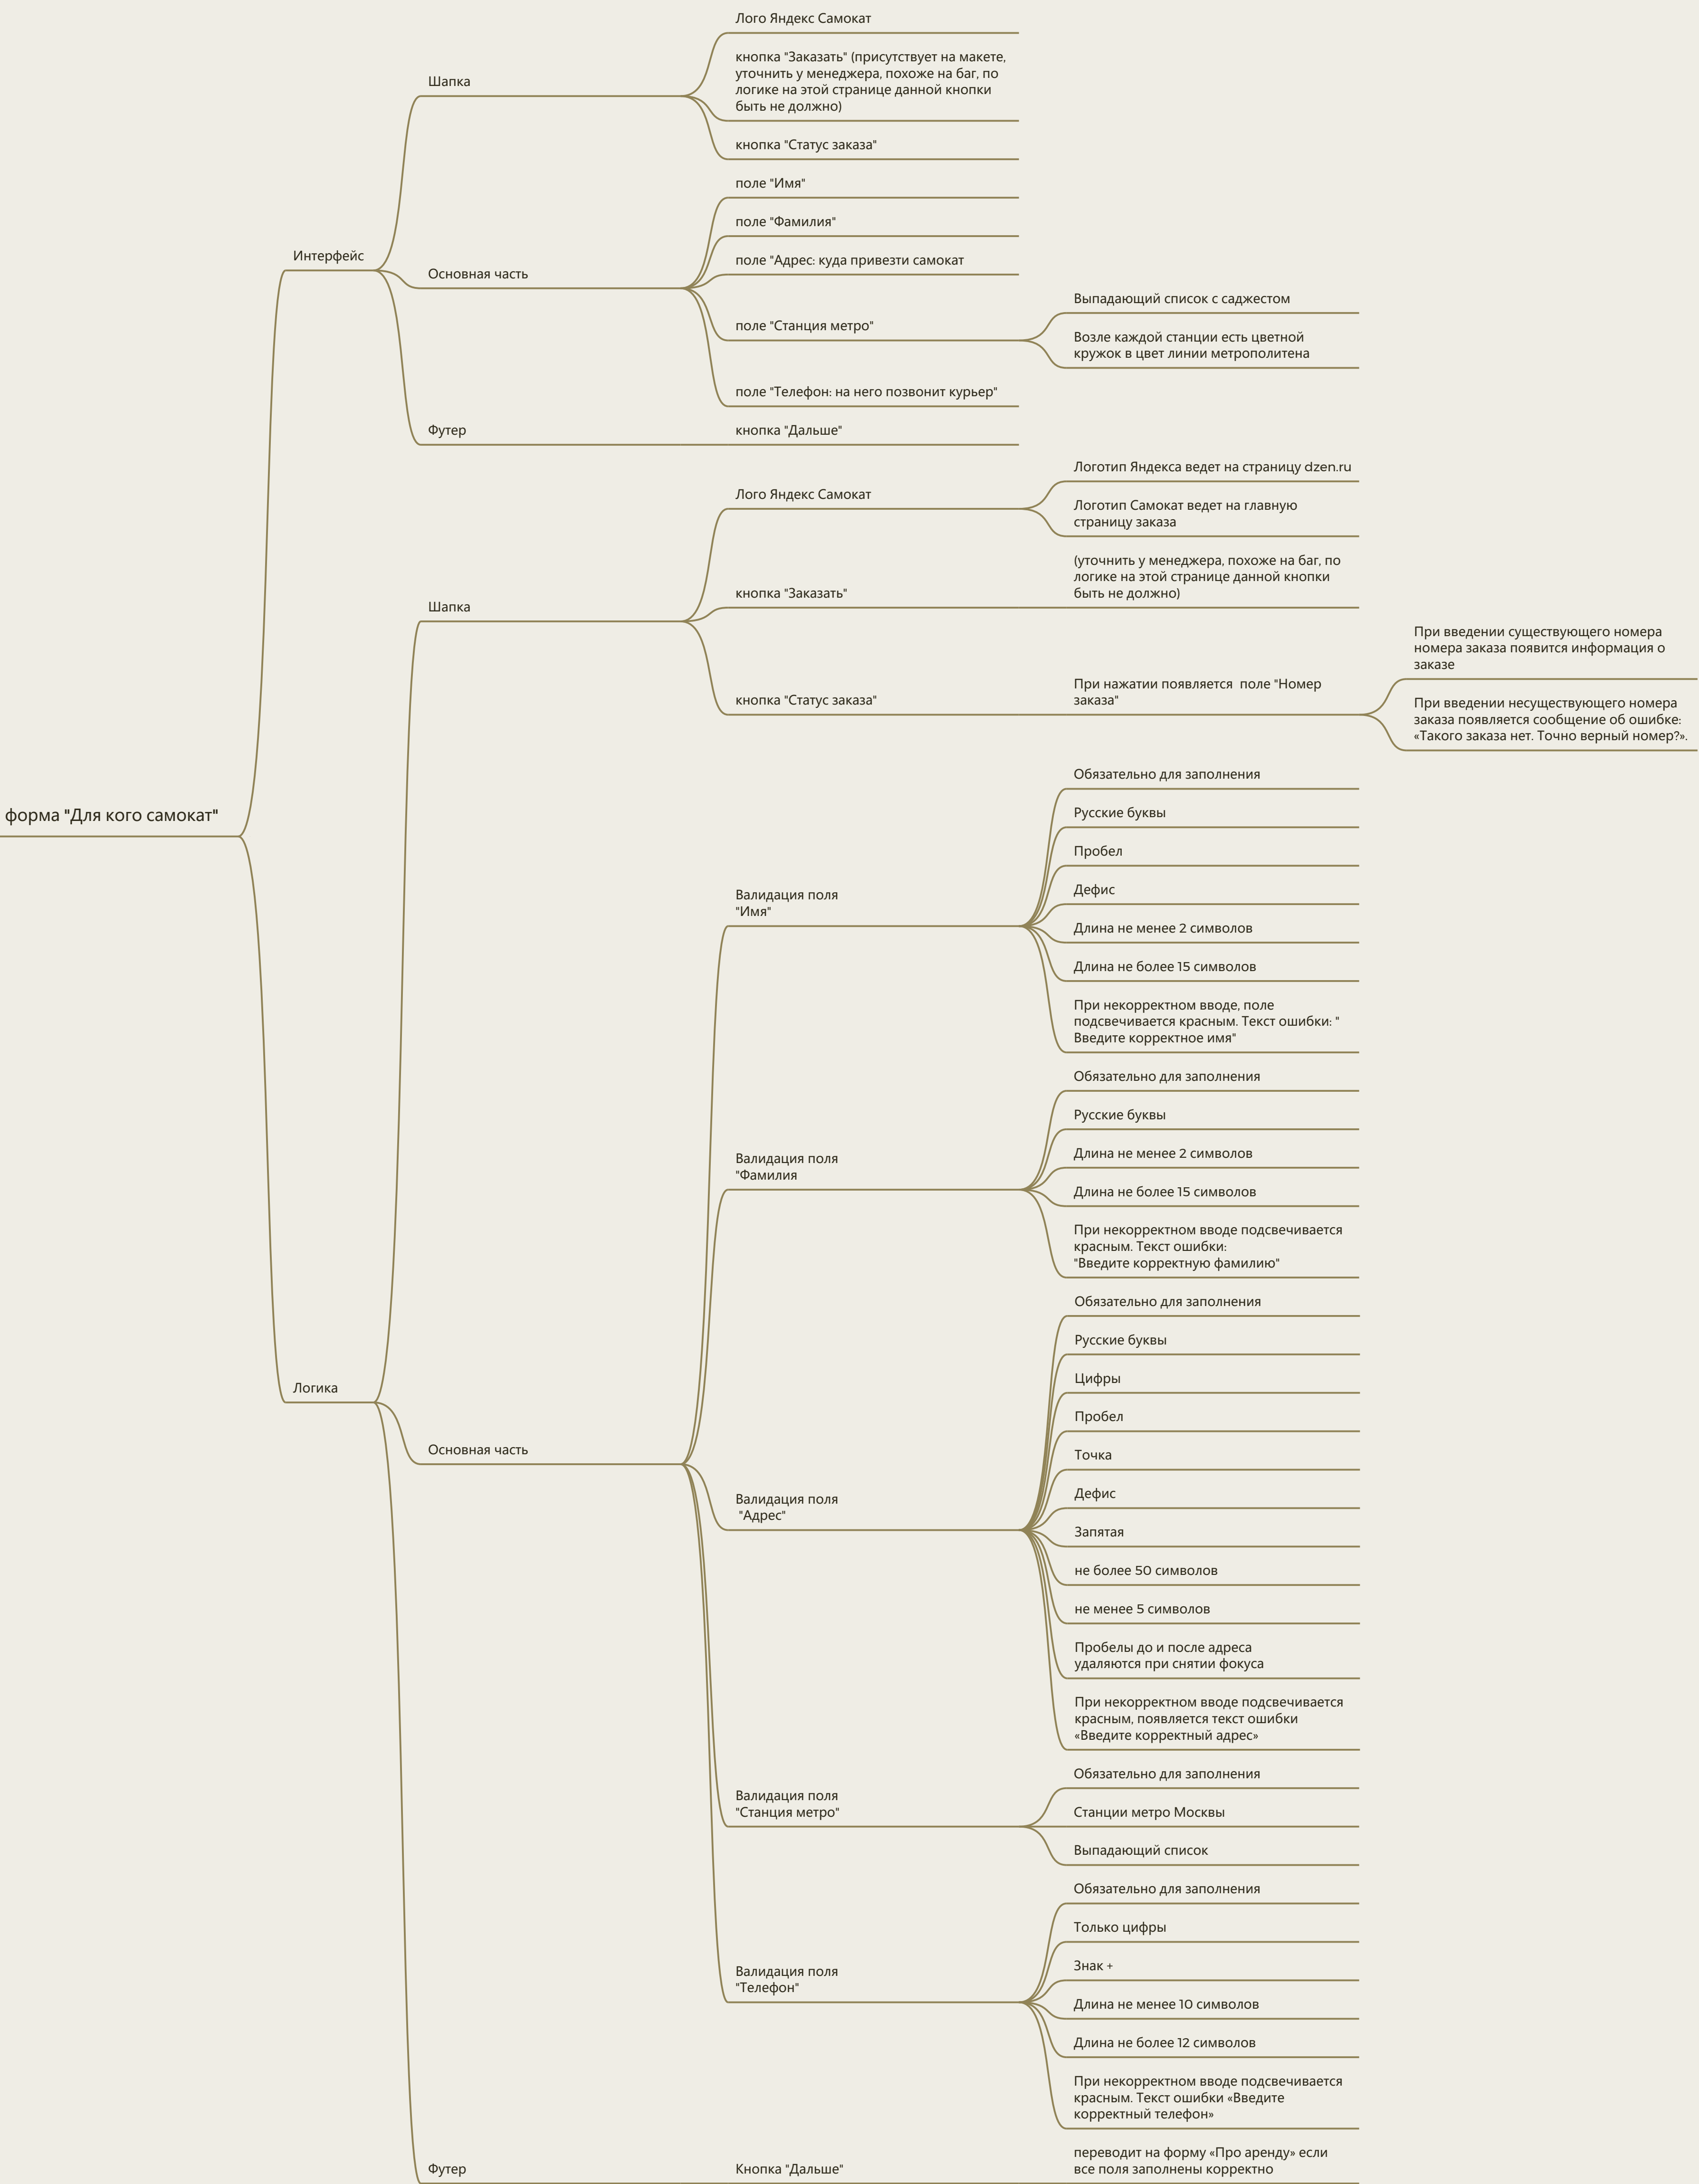 Лого Яндекс Самокат
кнопка "Заказать" (присутствует на макете,
уточнить у менеджера, похоже на баг, по
логике на этой странице данной кнопки
быть не должно)
Шапка
кнопка "Статус заказа"
поле "Имя"
поле "Фамилия"
Интерфейс
поле "Адрес: куда привезти самокат
Основная часть
Выпадающий список с саджестом
поле "Станция метро"
Возле каждой станции есть цветной
кружок в цвет линии метрополитена
поле "Телефон: на него позвонит курьер"
Футер
кнопка "Дальше"
Логотип Яндекса ведет на страницу dzen.ru
Лого Яндекс Самокат
Логотип Самокат ведет на главную
страницу заказа
(уточнить у менеджера, похоже на баг, по
логике на этой странице данной кнопки
быть не должно)
кнопка "Заказать"
Шапка
При введении существующего номера
номера заказа появится информация о
заказе
При нажатии появляется  поле "Номер
заказа"
кнопка "Статус заказа"
При введении несуществующего номера
заказа появляется сообщение об ошибке:
«Такого заказа нет. Точно верный номер?».
форма "Для кого самокат"
Обязательно для заполнения
Русские буквы
Пробел
Валидация поля
"Имя"
Дефис
Длина не менее 2 символов
Длина не более 15 символов
При некорректном вводе, поле
подсвечивается красным. Текст ошибки: "
Введите корректное имя"
Обязательно для заполнения
Русские буквы
Валидация поля
"Фамилия
Длина не менее 2 символов
Длина не более 15 символов
При некорректном вводе подсвечивается
красным. Текст ошибки:
"Введите корректную фамилию"
Логика
Основная часть
Обязательно для заполнения
Русские буквы
Цифры
Пробел
Точка
Валидация поля
"Адрес"
Дефис
Запятая
не более 50 символов
не менее 5 символов
Пробелы до и после адреса
удаляются при снятии фокуса
При некорректном вводе подсвечивается
красным, появляется текст ошибки
«Введите корректный адрес»
Обязательно для заполнения
Валидация поля
"Станция метро"
Станции метро Москвы
Выпадающий список
Обязательно для заполнения
Только цифры
Знак +
Валидация поля
"Телефон"
Длина не менее 10 символов
Длина не более 12 символов
При некорректном вводе подсвечивается
красным. Текст ошибки «Введите
корректный телефон»
Футер
Кнопка "Дальше"
переводит на форму «Про аренду» если
все поля заполнены корректно